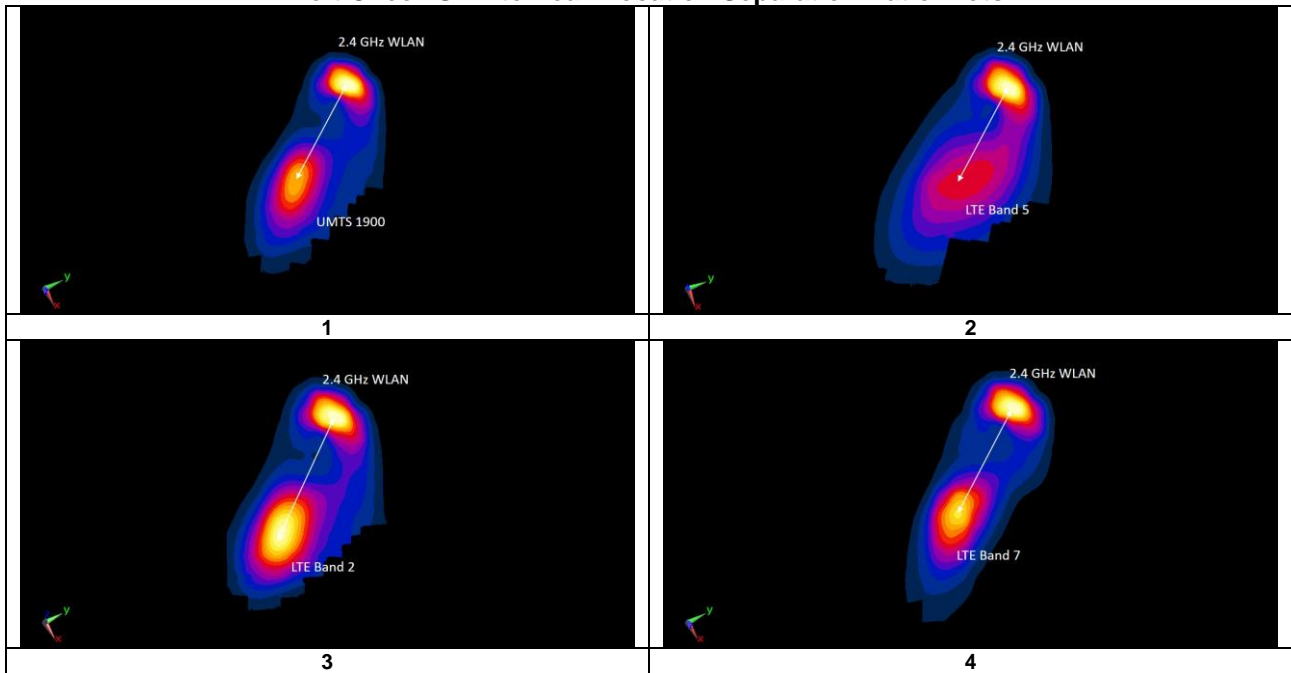 2.4 GHz WLAN
UMTS 1900
y
x
1
2.4 GHz WLAN
LTE Band 5
y
x
2
2.4 GHz WLAN
LTE Band 2
y
x
3
2.4 GHz WLAN
LTE Band 7
y
x
4